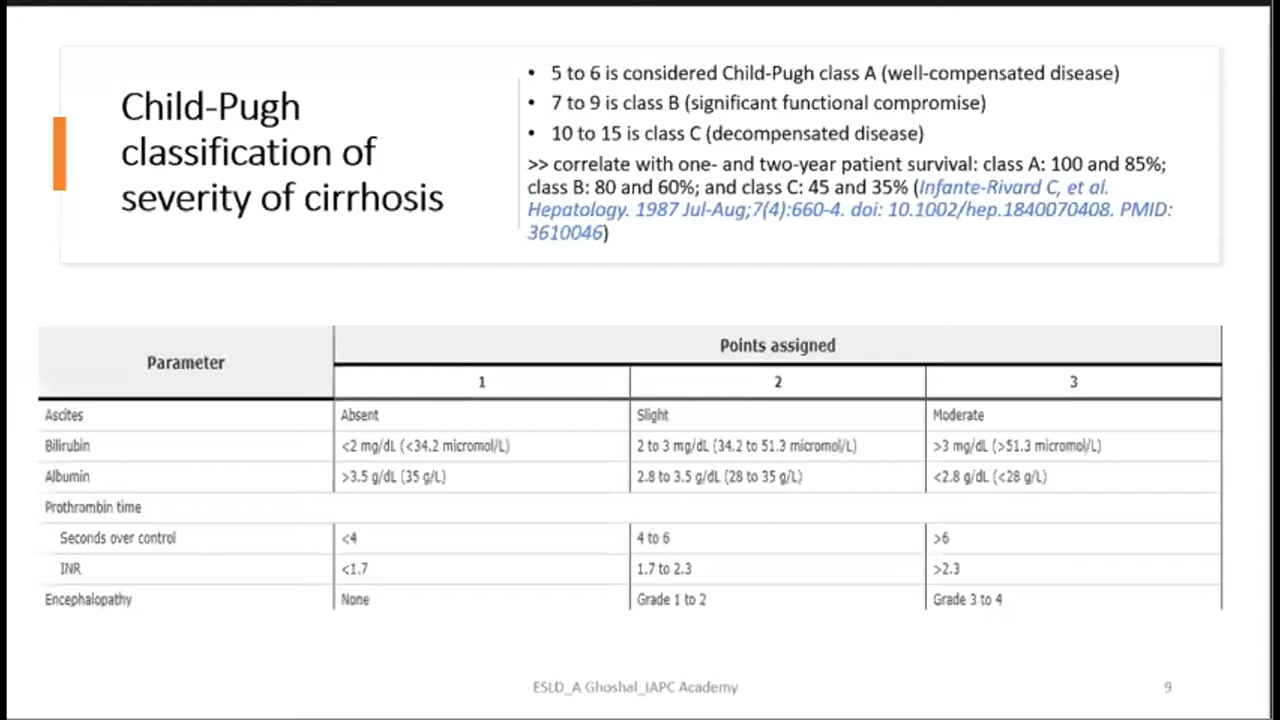 Child-Pugh
classification of
severity of cirrhosis
• 5 to 6 is considered Child-Pugh class A (well-compensated disease)
• 7 to 9 is class B (significant functional compromise)
• 10 to 15 is class C (decompensated disease)
>> correlate with one- and two-year patient survival: class A: 100 and 85%;
class B: 80 and 60%; and class C: 45 and 35% (Infante-Rivard C, et al.
Hepatology. 1987 Jul-Aug;7(4):660-4. doi: 10.1002/hep.1840070408. PMID:
3610046)
Parameter Points assigned
1 2 3
Ascites Absent Slight Moderate
Bilirubin <2 mg/dL (<34.2 micromol/L) 2 to 3 mg/dL (34.2 to 51.3 micromol/L) >3 mg/dL (>51.3 micromol/L)
Albumin >3.5 g/dL (35 g/L) 2.8 to 3.5 g/dL (28 to 35 g/L) <2.8 g/dL (<28 g/L)
Prothrombin time
Seconds over control <4 4 to 6 >6
INR <1.7 1.7 to 2.3 >2.3
Encephalopathy None Grade 1 to 2 Grade 3 to 4
ESLD_A Ghoshal_IAPC Academy 9